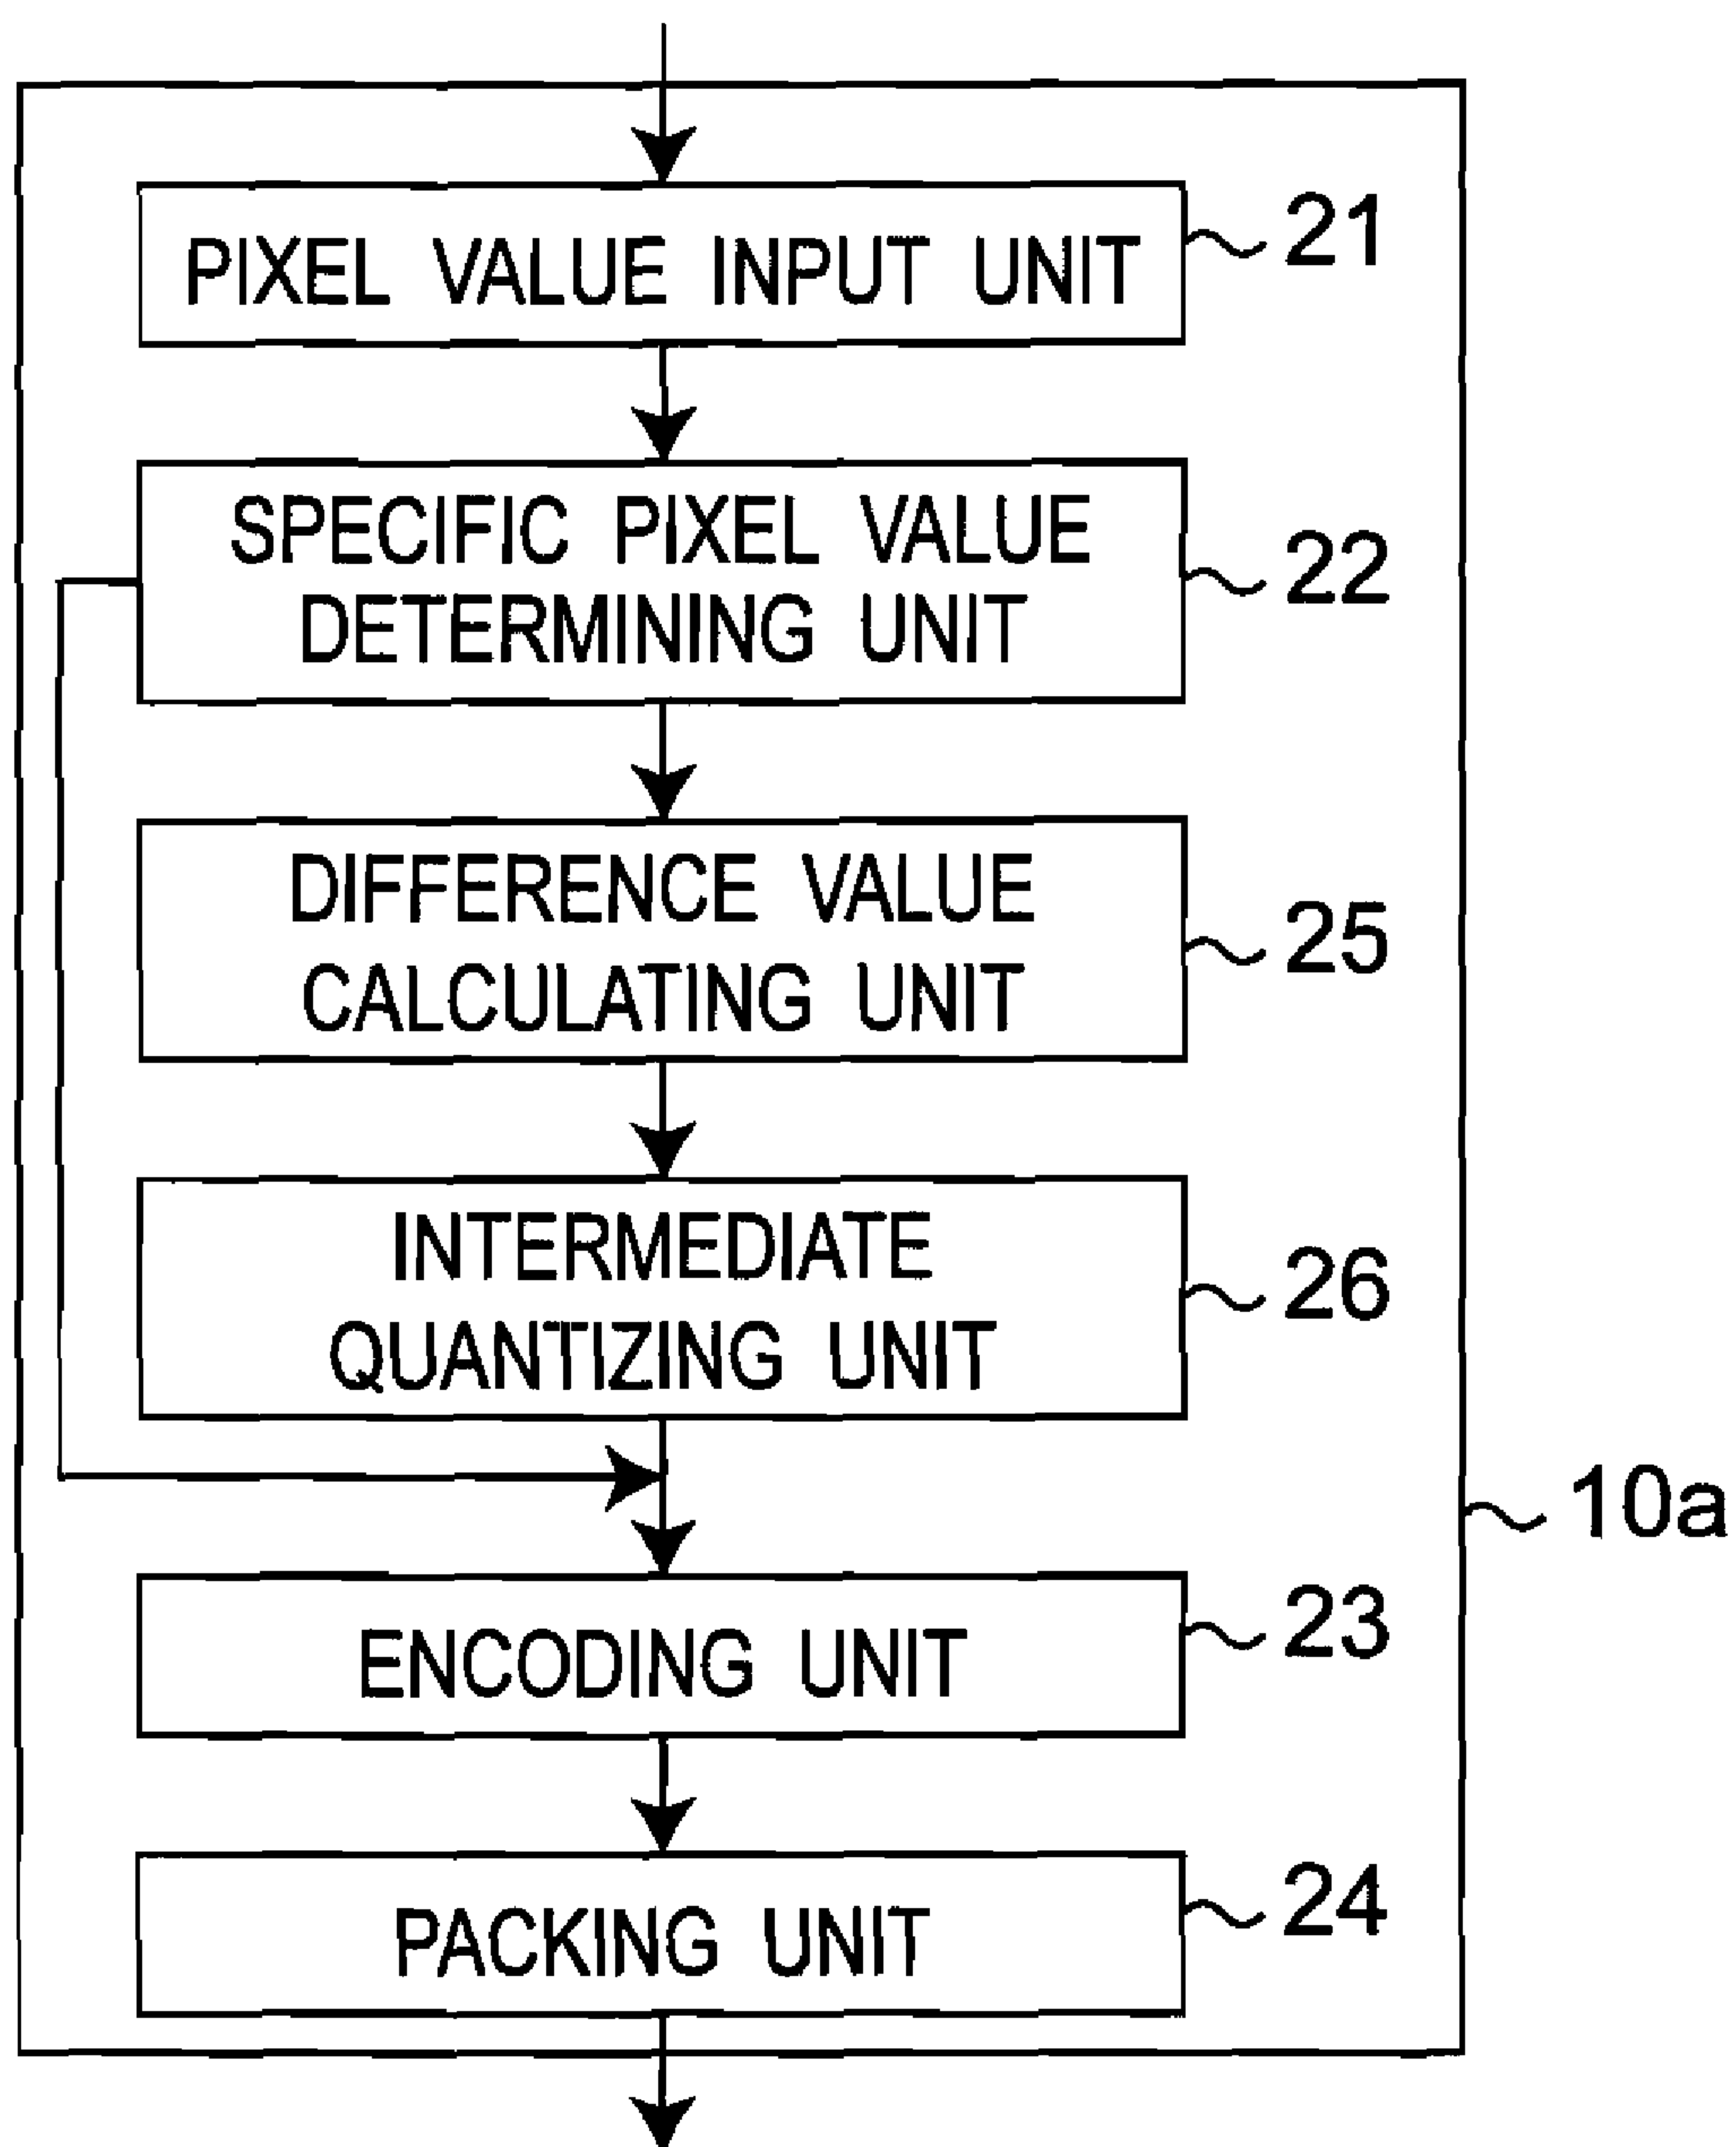 PIXEL VALUE INPUT UNIT
21
SPECIFIC PIXEL VALUE
DETERMINING UNIT
22
DIFFERENCE VALUE
CALCULATING UNIT
25
INTERMEDIATE
QUANTIZING UNIT
26
10a
ENCODING UNIT
23
PACKING UNIT
24